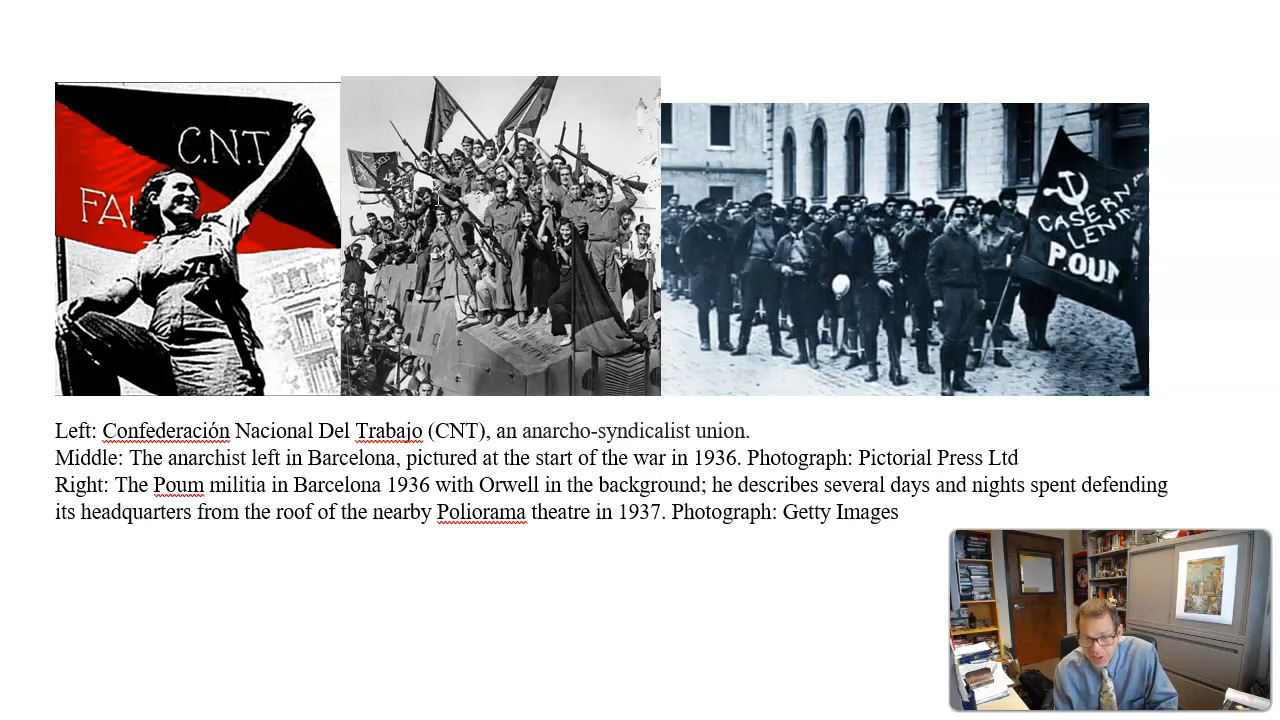 C.N.T
FAI
CASERNA
LENIN
P.OUM
Left: Confederación Nacional Del Trabajo (CNT), an anarcho-syndicalist union.
Middle: The anarchist left in Barcelona, pictured at the start of the war in 1936. Photograph: Pictorial Press Ltd
Right: The Poum militia in Barcelona 1936 with Orwell in the background; he describes several days and nights spent defending
its headquarters from the roof of the nearby Poliorama theatre in 1937. Photograph: Getty Images